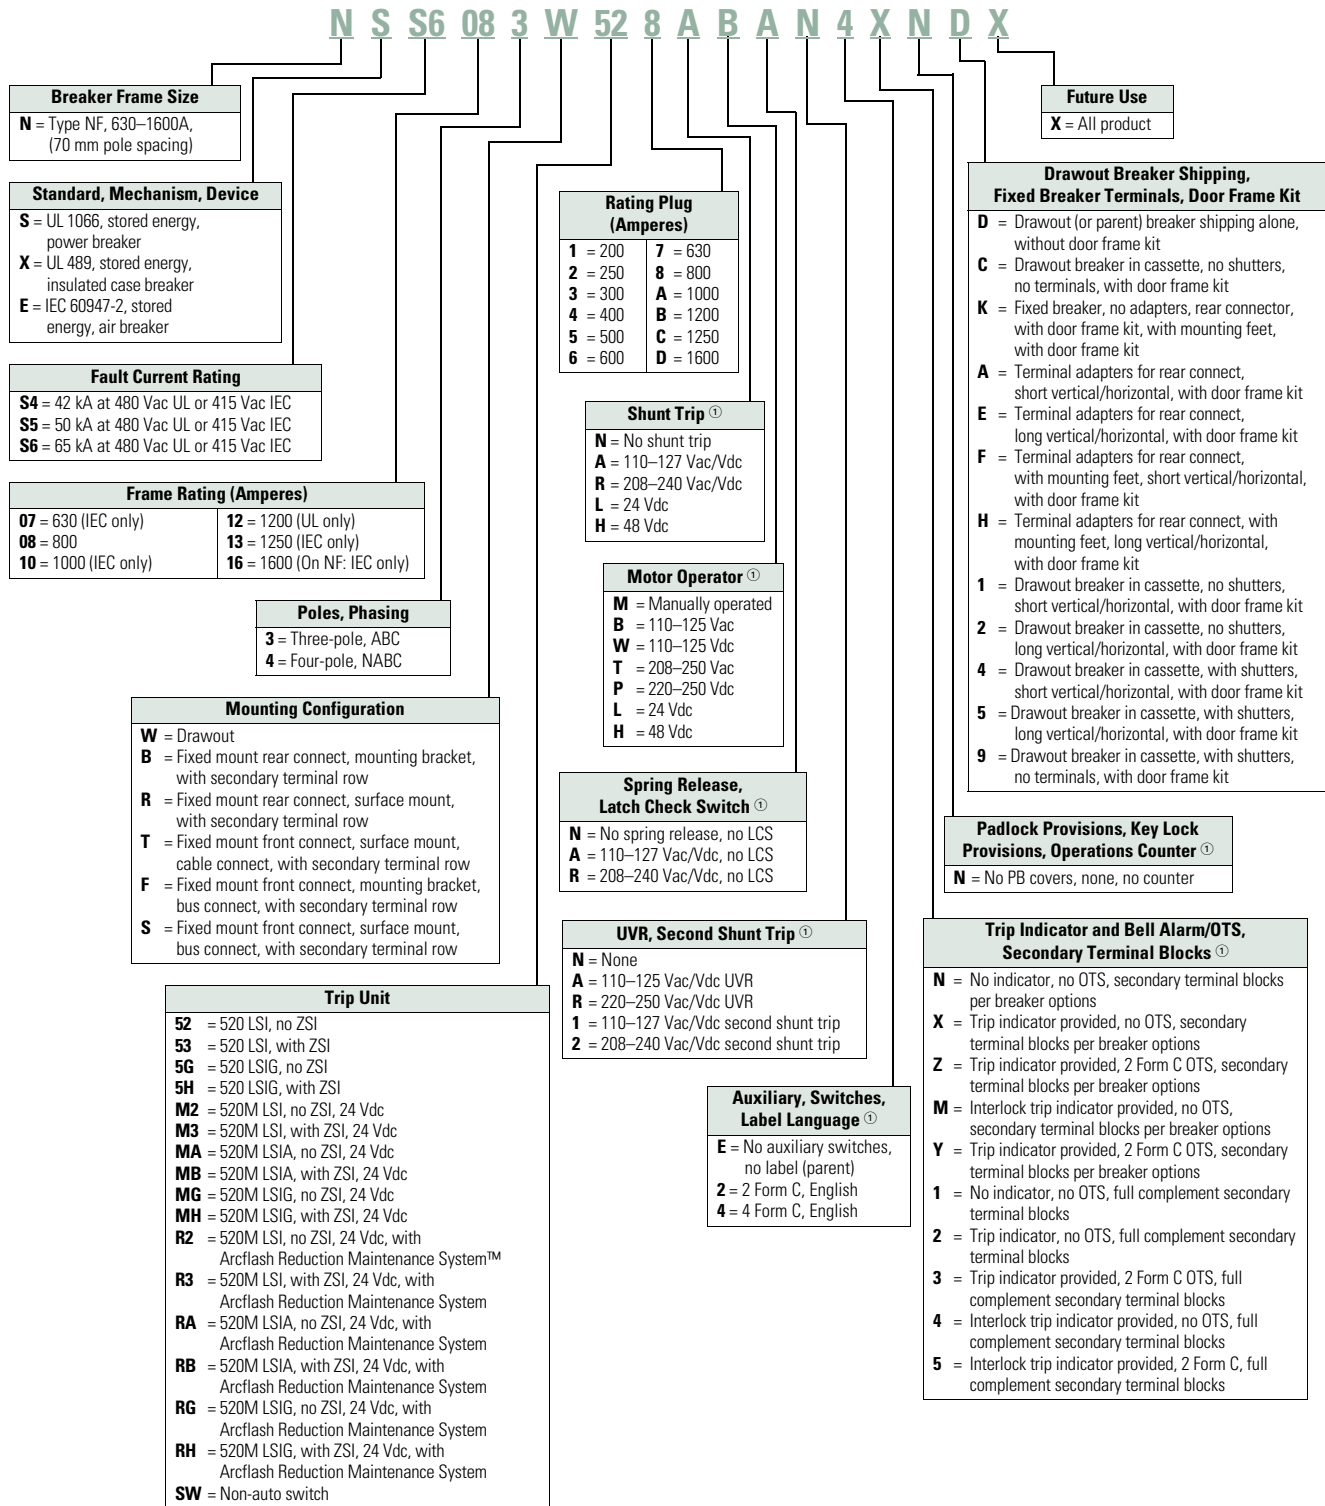 N S S6 08 3 W 52 8 A B A N 4 X N D X
Breaker Frame Size
N = Type NF, 630–1600A,
(70 mm pole spacing)
Standard, Mechanism, Device
S = UL 1066, stored energy,
power breaker
X = UL 489, stored energy,
insulated case breaker
E = IEC 60947-2, stored
energy, air breaker
Fault Current Rating
S4 = 42 kA at 480 Vac UL or 415 Vac IEC
S5 = 50 kA at 480 Vac UL or 415 Vac IEC
S6 = 65 kA at 480 Vac UL or 415 Vac IEC
Frame Rating (Amperes)
07 = 630 (IEC only)
08 = 800
10 = 1000 (IEC only)
12 = 1200 (UL only)
13 = 1250 (IEC only)
16 = 1600 (On NF: IEC only)
Poles, Phasing
3 = Three-pole, ABC
4 = Four-pole, NABC
Mounting Configuration
W = Drawout
B = Fixed mount rear connect, mounting bracket,
with secondary terminal row
R = Fixed mount rear connect, surface mount,
with secondary terminal row
T = Fixed mount front connect, surface mount,
cable connect, with secondary terminal row
F = Fixed mount front connect, mounting bracket,
bus connect, with secondary terminal row
S = Fixed mount front connect, surface mount,
bus connect, with secondary terminal row
Trip Unit
52 = 520 LSI, no ZSI
53 = 520 LSI, with ZSI
5G = 520 LSIG, no ZSI
5H = 520 LSIG, with ZSI
M2 = 520M LSI, no ZSI, 24 Vdc
M3 = 520M LSI, with ZSI, 24 Vdc
MA = 520M LSIA, no ZSI, 24 Vdc
MB = 520M LSIA, with ZSI, 24 Vdc
MG = 520M LSIG, no ZSI, 24 Vdc
MH = 520M LSIG, with ZSI, 24 Vdc
R2 = 520M LSI, no ZSI, 24 Vdc, with
Arcflash Reduction Maintenance System™
R3 = 520M LSI, with ZSI, 24 Vdc, with
Arcflash Reduction Maintenance System
RA = 520M LSIA, no ZSI, 24 Vdc, with
Arcflash Reduction Maintenance System
RB = 520M LSIA, with ZSI, 24 Vdc, with
Arcflash Reduction Maintenance System
RG = 520M LSIG, no ZSI, 24 Vdc, with
Arcflash Reduction Maintenance System
RH = 520M LSIG, with ZSI, 24 Vdc, with
Arcflash Reduction Maintenance System
SW = Non-auto switch
Rating Plug
(Amperes)
1 = 200
2 = 250
3 = 300
4 = 400
5 = 500
6 = 600
7 = 630
8 = 800
A = 1000
B = 1200
C = 1250
D = 1600
Shunt Trip ①
N = No shunt trip
A = 110–127 Vac/Vdc
R = 208–240 Vac/Vdc
L = 24 Vdc
H = 48 Vdc
Motor Operator ①
M = Manually operated
B = 110–125 Vac
W = 110–125 Vdc
T = 208–250 Vac
P = 220–250 Vdc
L = 24 Vdc
H = 48 Vdc
Spring Release,
Latch Check Switch ①
N = No spring release, no LCS
A = 110–127 Vac/Vdc, no LCS
R = 208–240 Vac/Vdc, no LCS
UVR, Second Shunt Trip ①
N = None
A = 110–125 Vac/Vdc UVR
R = 220–250 Vac/Vdc UVR
1 = 110–127 Vac/Vdc second shunt trip
2 = 208–240 Vac/Vdc second shunt trip
Auxiliary, Switches,
Label Language ①
E = No auxiliary switches,
no label (parent)
2 = 2 Form C, English
4 = 4 Form C, English
Future Use
X = All product
Drawout Breaker Shipping,
Fixed Breaker Terminals, Door Frame Kit
D = Drawout (or parent) breaker shipping alone,
without door frame kit
C = Drawout breaker in cassette, no shutters,
no terminals, with door frame kit
K = Fixed breaker, no adapters, rear connector,
with door frame kit, with mounting feet,
with door frame kit
A = Terminal adapters for rear connect,
short vertical/horizontal, with door frame kit
E = Terminal adapters for rear connect,
long vertical/horizontal, with door frame kit
F = Terminal adapters for rear connect,
with mounting feet, short vertical/horizontal,
with door frame kit
H = Terminal adapters for rear connect, with
mounting feet, long vertical/horizontal,
with door frame kit
1 = Drawout breaker in cassette, no shutters,
short vertical/horizontal, with door frame kit
2 = Drawout breaker in cassette, no shutters,
long vertical/horizontal, with door frame kit
4 = Drawout breaker in cassette, with shutters,
short vertical/horizontal, with door frame kit
5 = Drawout breaker in cassette, with shutters,
long vertical/horizontal, with door frame kit
9 = Drawout breaker in cassette, with shutters,
no terminals, with door frame kit
Padlock Provisions, Key Lock
Provisions, Operations Counter ①
N = No PB covers, none, no counter
Trip Indicator and Bell Alarm/OTS,
Secondary Terminal Blocks ①
N = No indicator, no OTS, secondary terminal blocks
per breaker options
X = Trip indicator provided, no OTS, secondary
terminal blocks per breaker options
Z = Trip indicator provided, 2 Form C OTS, secondary
terminal blocks per breaker options
M = Interlock trip indicator provided, no OTS,
secondary terminal blocks per breaker options
Y = Trip indicator provided, 2 Form C OTS, secondary
terminal blocks per breaker options
1 = No indicator, no OTS, full complement secondary
terminal blocks
2 = Trip indicator, no OTS, full complement secondary
terminal blocks
3 = Trip indicator provided, 2 Form C OTS, full
complement secondary terminal blocks
4 = Interlock trip indicator provided, no OTS, full
complement secondary terminal blocks
5 = Interlock trip indicator provided, 2 Form C, full
complement secondary terminal blocks